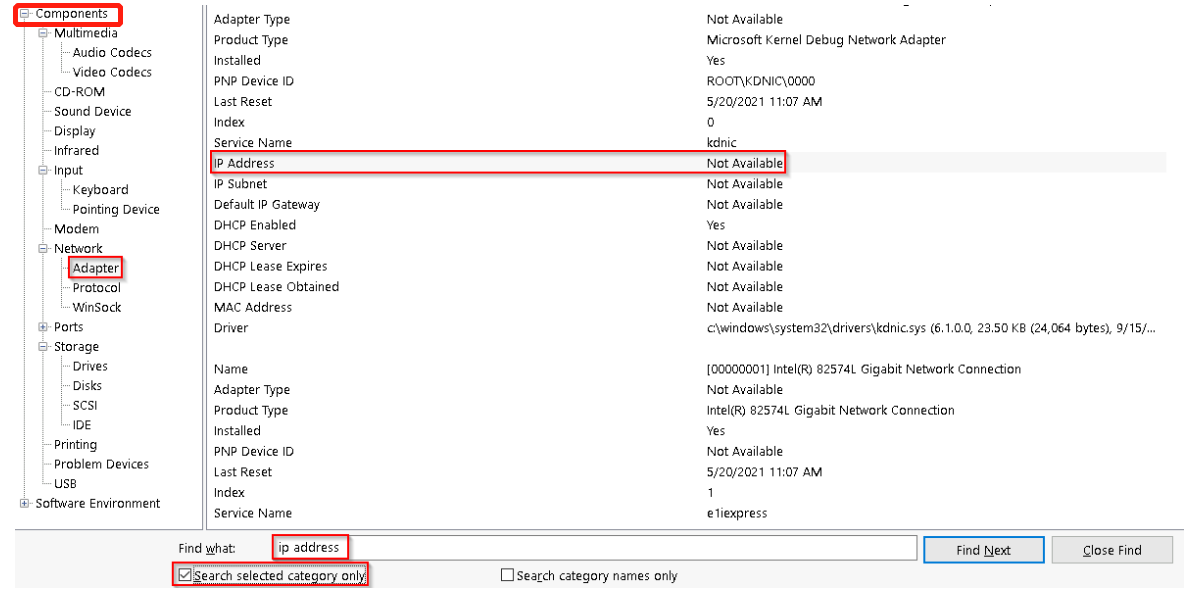 Components
Multimedia
Audio Codecs
Video Codecs
CD-ROM
Sound Device
Display
Infrared
Input
Keyboard
Pointing Device
Modem
Network
Adapter
Protocol
WinSock
Ports
Storage
Drives
Disks
SCSI
IDE
Printing
Problem Devices
USB
Software Environment
Adapter Type Not Available
Product Type Microsoft Kernel Debug Network Adapter
Installed Yes
PNP Device ID ROOT\KDNIC\0000
Last Reset 5/20/2021 11:07 AM
Index 0
Service Name kdnic
IP Address Not Available
IP Subnet Not Available
Default IP Gateway Not Available
DHCP Enabled Yes
DHCP Server Not Available
DHCP Lease Expires Not Available
DHCP Lease Obtained Not Available
MAC Address Not Available
Driver c:\windows\system32\drivers\kdnic.sys (6.1.0.0, 23.50 KB (24,064 bytes), 9/15/...
Name [00000001] Intel(R) 82574L Gigabit Network Connection
Adapter Type Not Available
Product Type Intel(R) 82574L Gigabit Network Connection
Installed Yes
PNP Device ID Not Available
Last Reset 5/20/2021 11:07 AM
Index 1
Service Name e1iexpress
Find what: ip address Find Next Close Find
Search selected category only Search category names only